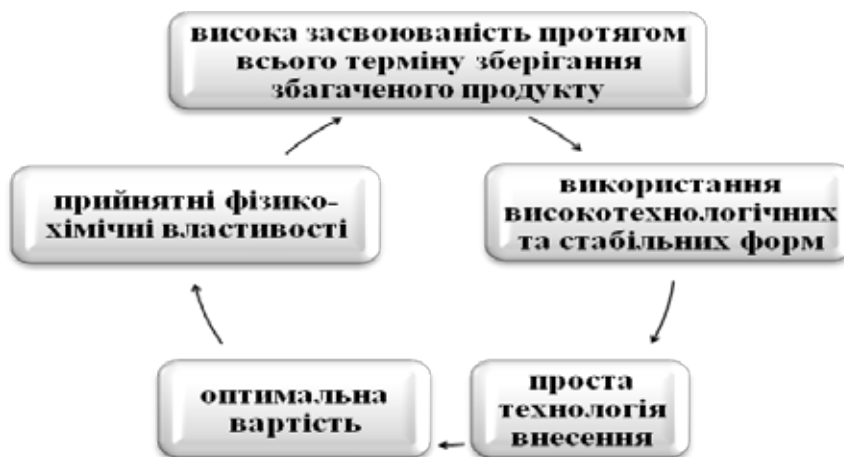 висока засвоюваність протягом
всього терміну зберігання
збагаченого продукту
прийнятні фізико-
хімічні властивості
використання
високотехнологічних
та стабільних форм
оптимальна
вартість
проста
технологія
внесення